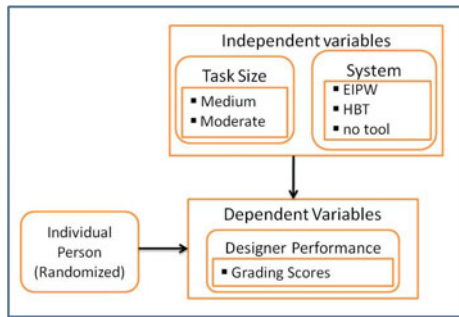 Independent variables
Task Size
▪ Medium
▪ Moderate
System
▪ EIPW
▪ HBT
▪ no tool
Dependent Variables
Designer Performance
▪ Grading Scores
Individual
Person
(Randomized)